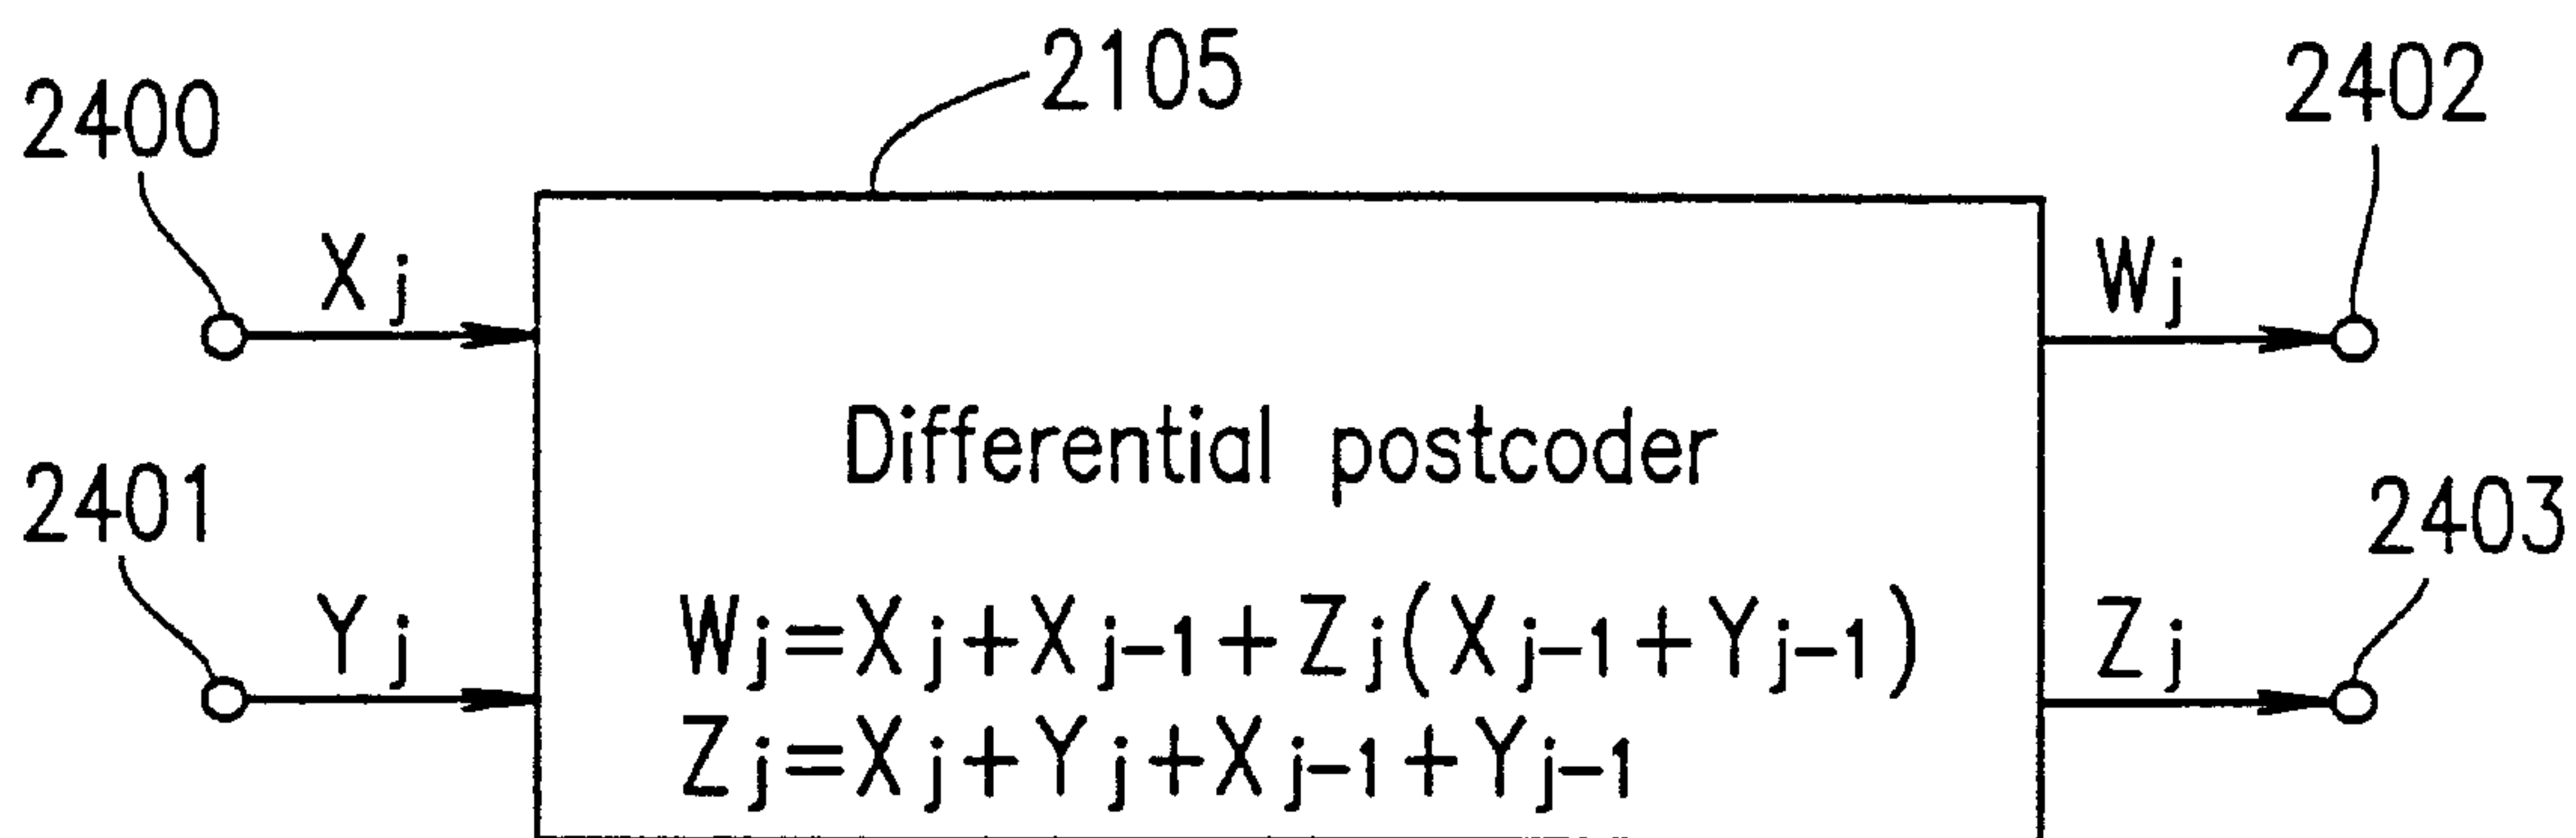 2105
2400
2402
Xj
Wj
Differential postcoder
2401
2403
Yj
Wj=Xj+Xj-1+Zj(Xj-1+Yj-1)
Zj
Zj=Xj+Yj+Xj-1+Yj-1